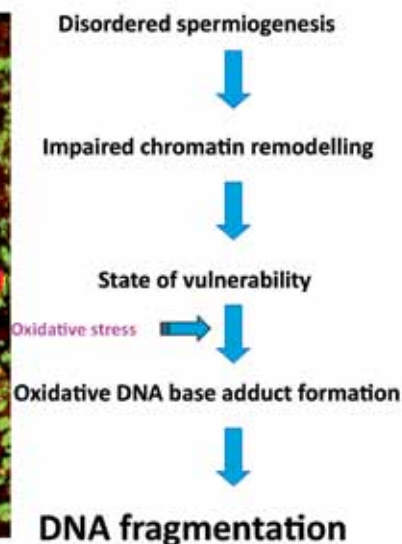 Disordered spermiogenesis
Impaired chromatin remodelling
State of vulnerability
Oxidative stress
Oxidative DNA base adduct formation
DNA fragmentation